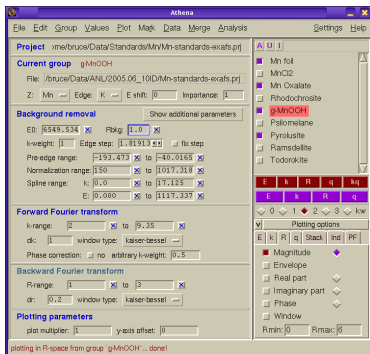 Athena
File Edit Group Values Plot Mark Data Merge Analysis Settings Help
Project ome/bruce/Data/Standards/Mn/Mn-standards-exafs.prj
A U I
Current group g-MnOOH
File: /bruce/Data/ANL/2005.06_10ID/Mn-standards.prj
Z: Mn Edge: K E shift: 0 Importance: 1
Background removal Show additional parameters
E0: 6549.534 Rbkg: 1.0
k-weight: 1 Edge step: 1.81913 fix step
Pre-edge range: -193.473 to -40.0165
Normalization range: 150 to 1017.318
Spline range: k: 0.0 to 17.125
E: 0.000 to 1117.337
Forward Fourier transform
k-range: 2 to 9.35
dk: 1 window type: kaiser-bessel
Phase correction: no arbitrary k-weight: 0.5
Backward Fourier transform
R-range: 1 to 3
dr: 0.2 window type: kaiser-bessel
Plotting parameters
plot multiplier: 1 y-axis offset: 0
Mn foil
MnCl2
Mn Oxalate
Rhodochrosite
g-MnOOH
Psilomelane
Pyrolusite
Ramsdellite
Todorokite
E k R q kq
E k R q
0 1 2 3 kw
v Plotting options
E k R q Stack Ind PF
Magnitude
Envelope
Real part
Imaginary part
Phase
Window
Rmin: 0 Rmax: 6
plotting in R-space from group `g-MnOOH' ... done!